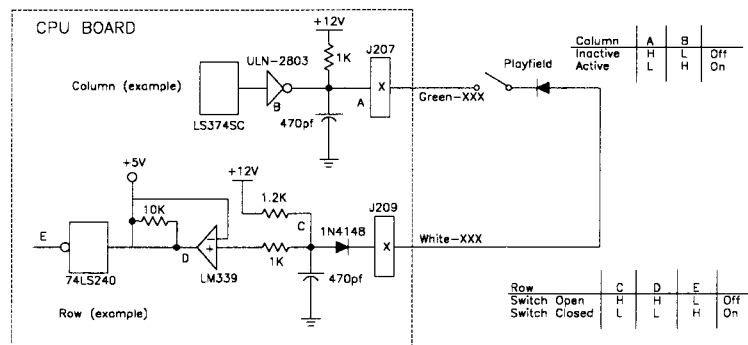 CPU BOARD
+12V
1K
J207
ULN-2803
Column (example)
B
A
X
LS374SC
470pf
Green-XXX
Playfield
Column A B
Inactive H L Off
Active L H On
+5V
+12V
10K
1.2K
J209
C
1N4148
E
D
X
White-XXX
74LS240
LM339
1K
470pf
Row (example)
Row C D E
Switch Open H H L Off
Switch Closed L L H On